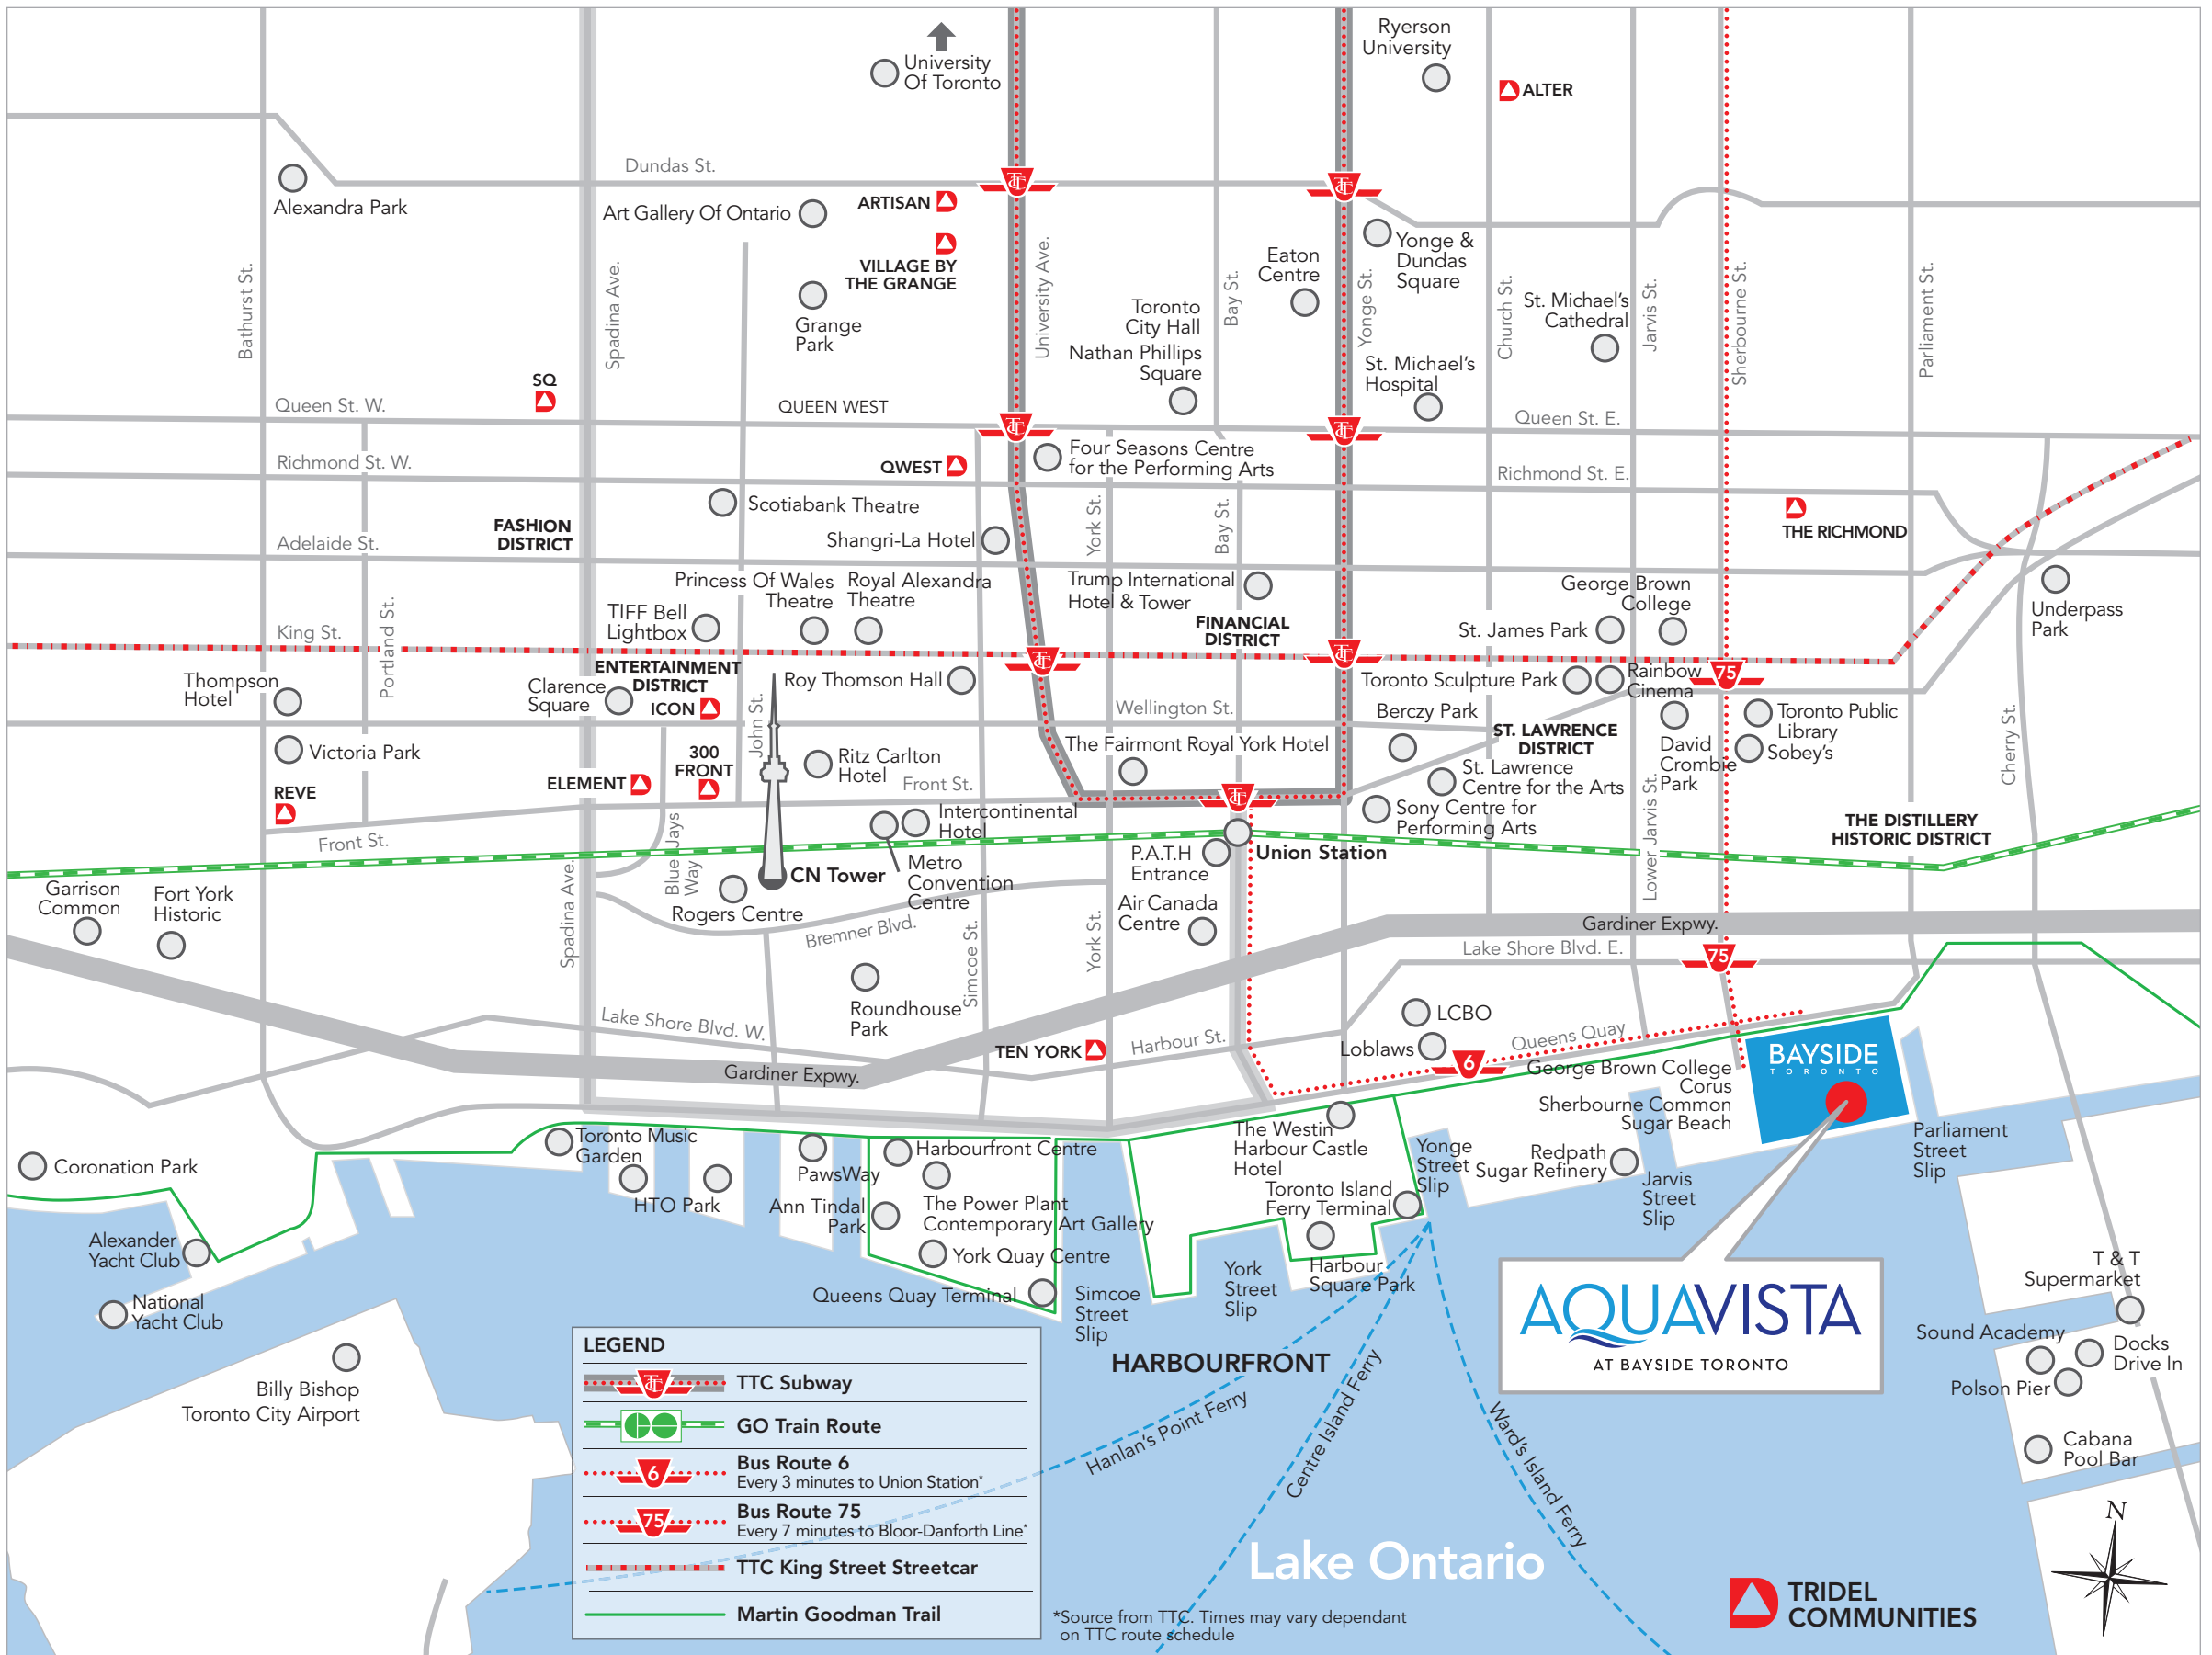 University
Of Toronto
Ryerson
University
ALTER
Dundas St.
Alexandra Park
Art Gallery Of Ontario
ARTISAN
VILLAGE BY
THE GRANGE
Grange
Park
Bathurst St.
Spadina Ave.
University Ave.
Bay St.
Eaton
Centre
Yonge St.
Yonge &
Dundas
Square
Church St.
St. Michael's
Cathedral
Jarvis St.
Sherbourne St.
Parliament St.
Toronto
City Hall
Nathan Phillips
Square
St. Michael's
Hospital
SQ
Queen St. W.
QUEEN WEST
Queen St. E.
Richmond St. W.
QWEST
Four Seasons Centre
for the Performing Arts
Richmond St. E.
Scotiabank Theatre
THE RICHMOND
FASHION
DISTRICT
Shangri-La Hotel
York St.
Bay St.
Adelaide St.
Princess Of Wales
Theatre
Royal Alexandra
Theatre
Trump International
Hotel & Tower
George Brown
College
Underpass
Park
TIFF Bell
Lightbox
FINANCIAL
DISTRICT
St. James Park
King St.
Portland St.
ENTERTAINMENT
DISTRICT
Thompson
Hotel
Clarence
Square
ICON
Roy Thomson Hall
Toronto Sculpture Park
Rainbow
Cinema
75
John St.
Wellington St.
Berczy Park
ST. LAWRENCE
DISTRICT
Toronto Public
Library
Sobey's
David
Crombie
Park
Cherry St.
Victoria Park
300
FRONT
Ritz Carlton
Hotel
The Fairmont Royal York Hotel
St. Lawrence
Centre for the Arts
REVE
ELEMENT
Front St.
Lower Jarvis St.
Intercontinental
Hotel
Sony Centre for
Performing Arts
THE DISTILLERY
HISTORIC DISTRICT
Front St.
Blue Jays
Way
P.A.T.H
Entrance
Union Station
CN Tower
Metro
Convention
Centre
Garrison
Common
Fort York
Historic
Spadina Ave.
Rogers Centre
Bremner Blvd.
Simcoe St.
York St.
Air Canada
Centre
Gardiner Expwy.
Lake Shore Blvd. E.
75
Roundhouse
Park
Lake Shore Blvd. W.
LCBO
Loblaws
Harbour St.
Queens Quay
6
TEN YORK
Gardiner Expwy.
BAYSIDE
TORONTO
George Brown College
Corus
Sherbourne Common
Sugar Beach
Coronation Park
Toronto Music
Garden
HTO Park
PawsWay
Harbourfront Centre
The Westin
Harbour Castle
Hotel
Yonge
Street
Slip
Redpath
Sugar Refinery
Jarvis
Street
Slip
Parliament
Street
Slip
Ann Tindal
Park
The Power Plant
Contemporary Art Gallery
York Quay Centre
Toronto Island
Ferry Terminal
Alexander
Yacht Club
National
Yacht Club
Queens Quay Terminal
Simcoe
Street
Slip
York
Street
Slip
Harbour
Square Park
T & T
Supermarket
AQUAVISTA
AT BAYSIDE TORONTO
Sound Academy
Docks
Drive In
Polson Pier
Cabana
Pool Bar
Billy Bishop
Toronto City Airport
HARBOURFRONT
Hanlan's Point Ferry
Centre Island Ferry
Ward's Island Ferry
Lake Ontario
LEGEND
TTC Subway
GO Train Route
6
Bus Route 6
Every 3 minutes to Union Station*
75
Bus Route 75
Every 7 minutes to Bloor-Danforth Line*
TTC King Street Streetcar
Martin Goodman Trail
*Source from TTC. Times may vary dependant
on TTC route schedule
N
TRIDEL
COMMUNITIES